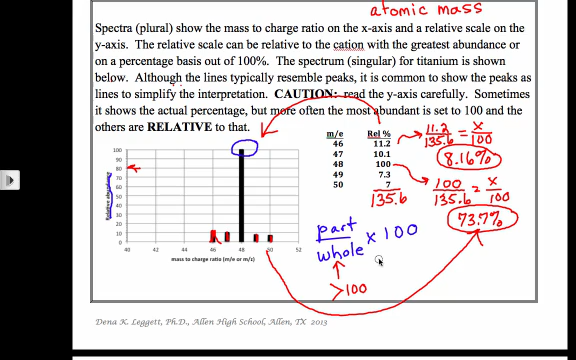 atomic mass
Spectra (plural) show the mass to charge ratio on the x-axis and a relative scale on the
y-axis. The relative scale can be relative to the cation with the greatest abundance or
on a percentage basis out of 100%. The spectrum (singular) for titanium is shown
below. Although the lines typically resemble peaks, it is common to show the peaks as
lines to simplify the interpretation. CAUTION: read the y-axis carefully. Sometimes
it shows the actual percentage, but more often the most abundant is set to 100 and the
others are RELATIVE to that.
m/e Rel %
46 11.2
47 10.1
48 100
49 7.3
50 7
135.6
11.2/135.6 = x/100
8.16%
100/135.6 = x/100
73.7%
Relative abundance
100
90
80
70
60
50
40
30
20
10
0
40 42 44 46 48 50 52
mass to charge ratio (m/e or m/z)
part/whole x 100
>100
Dena K. Leggett, Ph.D., Allen High School, Allen, TX 2013